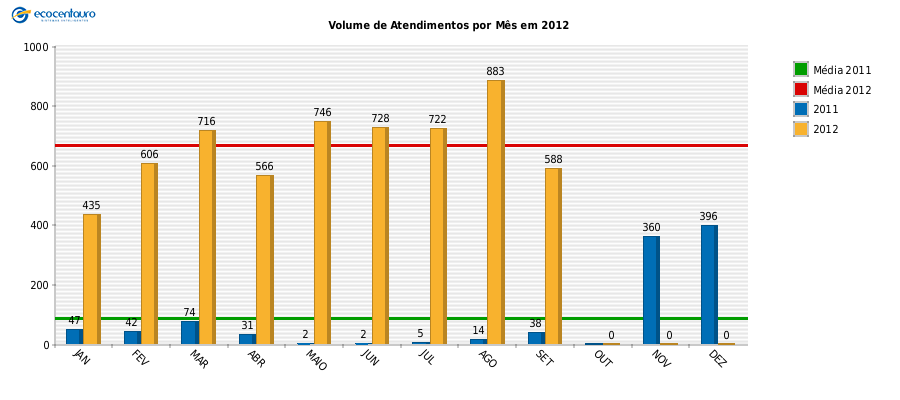 ecocentauro
Volume de Atendimentos por Mês em 2012
1000
800
600
400
200
0
435
606
716
566
746
728
722
883
588
47
42
74
31
2
2
5
14
38
0
360
0
396
0
JAN
FEV
MAR
ABR
MAIO
JUN
JUL
AGO
SET
OUT
NOV
DEZ
Média 2011
Média 2012
2011
2012